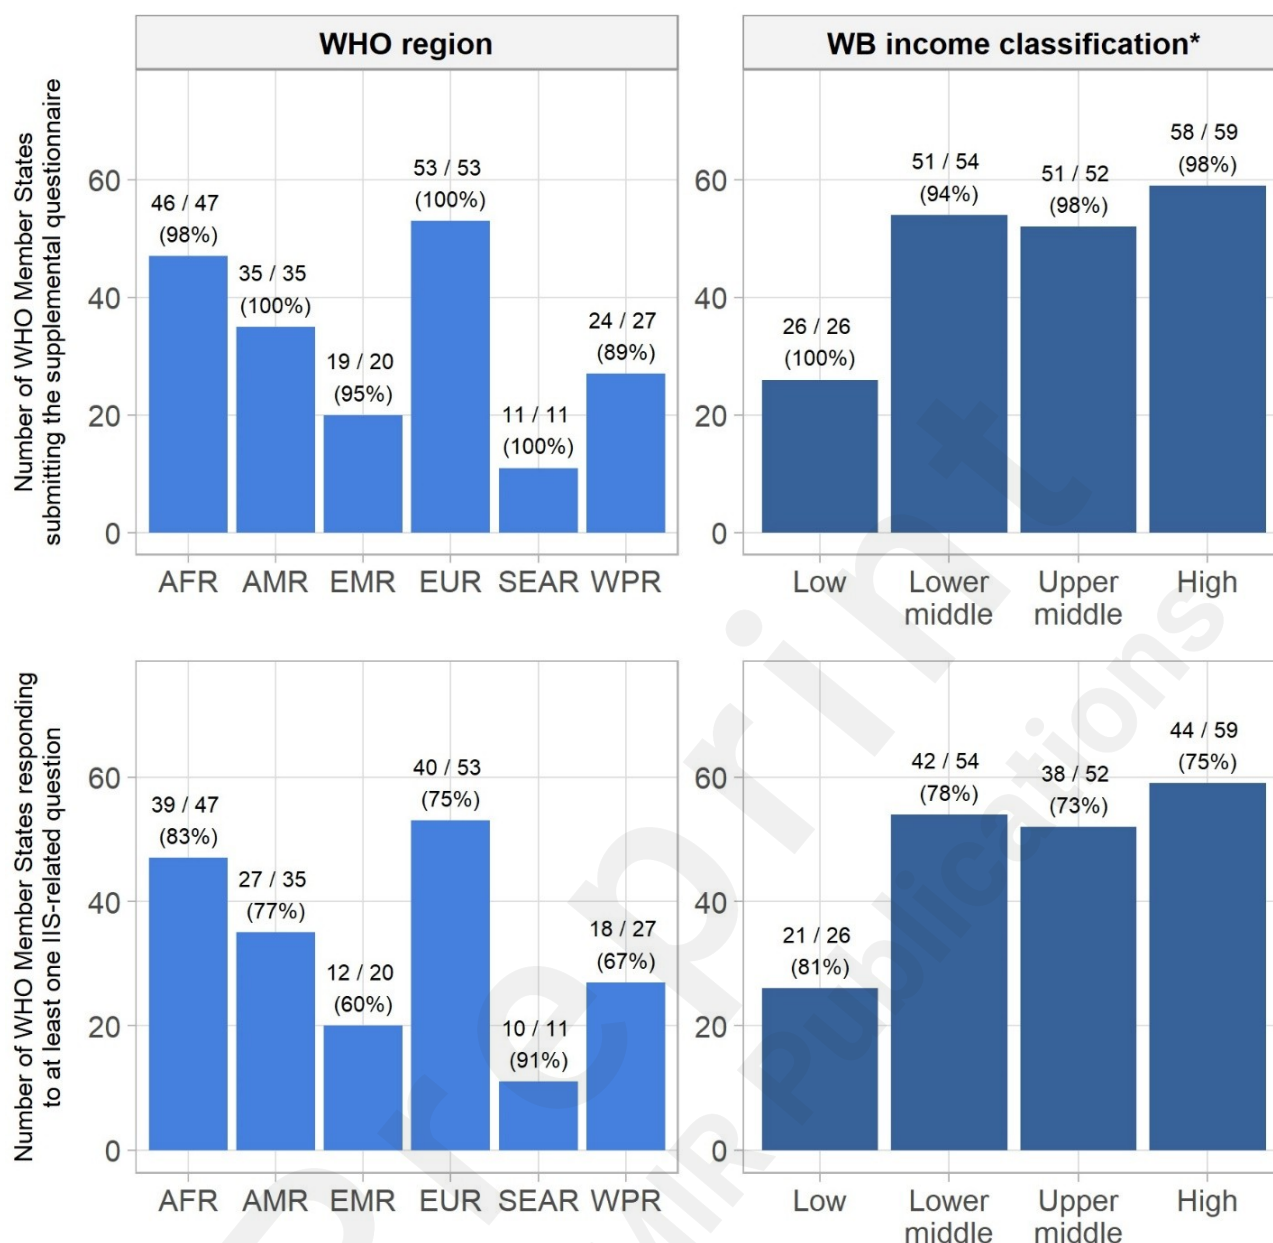 WHO region
WB income classification*
Number of WHO Member States
submitting the supplemental questionnaire
60
40
20
0
46 / 47
(98%)
35 / 35
(100%)
19 / 20
(95%)
53 / 53
(100%)
11 / 11
(100%)
24 / 27
(89%)
AFR
AMR
EMR
EUR
SEAR
WPR
60
40
20
0
26 / 26
(100%)
51 / 54
(94%)
51 / 52
(98%)
58 / 59
(98%)
Low
Lower
middle
Upper
middle
High
Number of WHO Member States responding
to at least one IIS-related question
60
40
20
0
39 / 47
(83%)
27 / 35
(77%)
12 / 20
(60%)
40 / 53
(75%)
10 / 11
(91%)
18 / 27
(67%)
AFR
AMR
EMR
EUR
SEAR
WPR
60
40
20
0
21 / 26
(81%)
42 / 54
(78%)
38 / 52
(73%)
44 / 59
(75%)
Low
Lower
middle
Upper
middle
High
Preprint
Publications